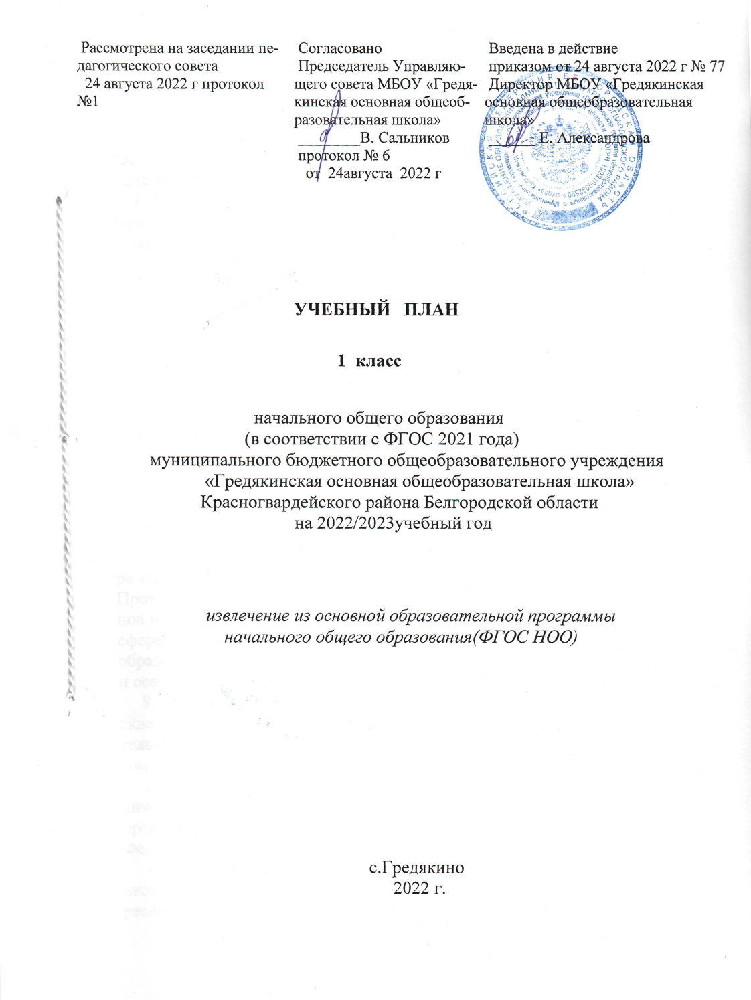 Рассмотрена на заседании пе-
дагогического совета
24 августа 2022 г протокол
№1
Согласовано
Председатель Управляю-
щего совета МБОУ «Гредя-
кинская основная общеоб-
разовательная школа»
________В. Сальников
протокол № 6
от 24августа 2022 г
Введена в действие
приказом от 24 августа 2022 г № 77
Директор МБОУ «Гредякинская
основная общеобразовательная
школа»
______ Е. Александрова
УЧЕБНЫЙ ПЛАН
1 класс
начального общего образования
(в соответствии с ФГОС 2021 года)
муниципального бюджетного общеобразовательного учреждения
«Гредякинская основная общеобразовательная школа»
Красногвардейского района Белгородской области
на 2022/2023учебный год
извлечение из основной образовательной программы
начального общего образования(ФГОС НОО)
с.Гредякино
2022 г.